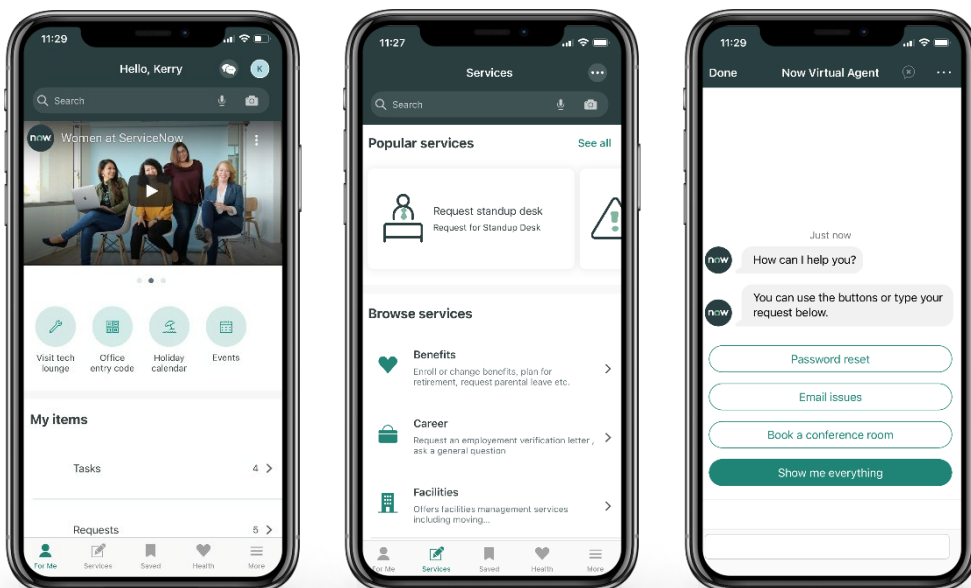 11:29
Hello, Kerry
K
Search
now
Women at ServiceNow
Visit tech
lounge
Office
entry code
Holiday
calendar
Events
My items
Tasks
4
Requests
5
For Me
Services
Saved
Health
More
11:27
Services
Search
Popular services
See all
Request standup desk
Request for Standup Desk
Browse services
Benefits
Enroll or change benefits, plan for
retirement, request parental leave etc.
Career
Request an employement verification letter ,
ask a general question
Facilities
Offers facilities management services
including moving...
For Me
Services
Saved
Health
More
11:29
Done
Now Virtual Agent
Just now
now
How can I help you?
now
You can use the buttons or type your
request below.
Password reset
Email issues
Book a conference room
Show me everything